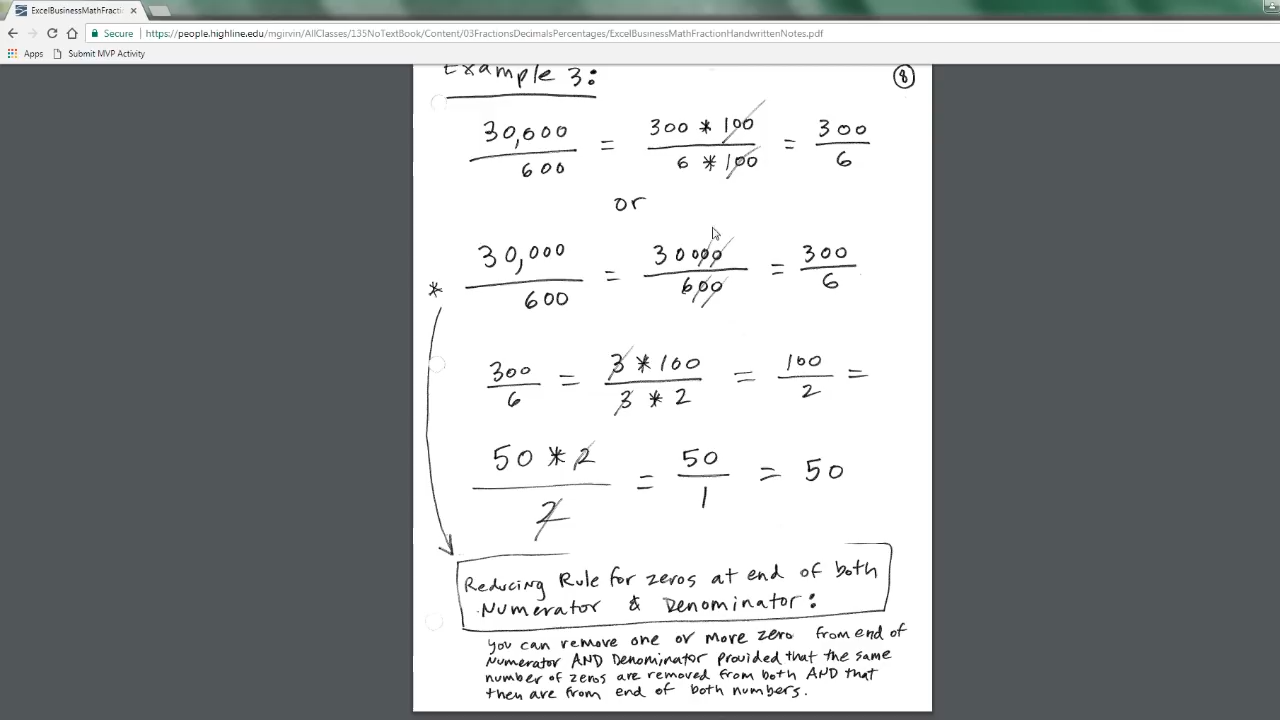 ExcelBusinessMathFractio
Secure https://people.highline.edu/mgirvin/AllClasses/135NoTextBook/Content/03FractionsDecimalsPercentages/ExcelBusinessMathFractionHandwrittenNotes.pdf
Apps Submit MVP Activity
Example 3: 8
30,000/600 = 300 * 100/6 * 100 = 300/6
or
* 30,000/600 = 30000/600 = 300/6
300/6 = 3 * 100/3 * 2 = 100/2 =
50 * 2/2 = 50/1 = 50
Reducing Rule for zeros at end of both
Numerator & Denominator:
You can remove one or more zero from end of
Numerator AND Denominator provided that the same
number of zeros are removed from both AND that
then are from end of both numbers.